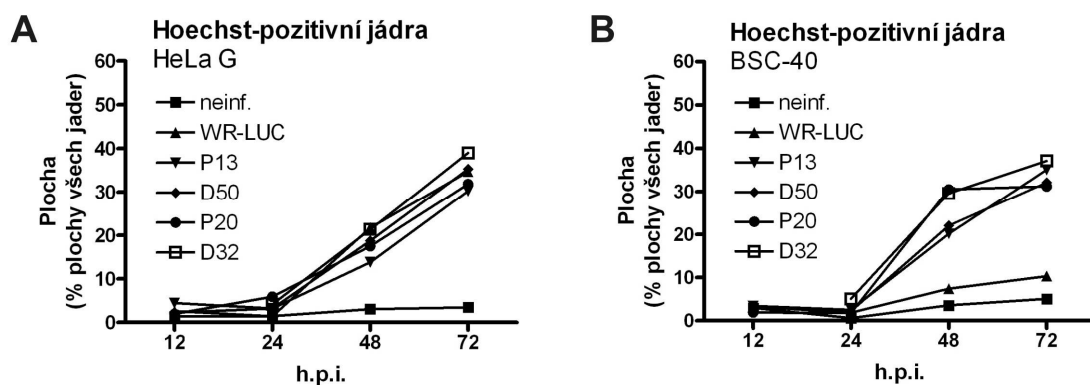 A
Hoechst-pozitivní jádra
HeLa G
Plocha
(% plochy všech jader)
60
50
40
30
20
10
0
neinf.
WR-LUC
P13
D50
P20
D32
12
24
48
72
h.p.i.
B
Hoechst-pozitivní jádra
BSC-40
Plocha
(% plochy všech jader)
60
50
40
30
20
10
0
neinf.
WR-LUC
P13
D50
P20
D32
12
24
48
72
h.p.i.